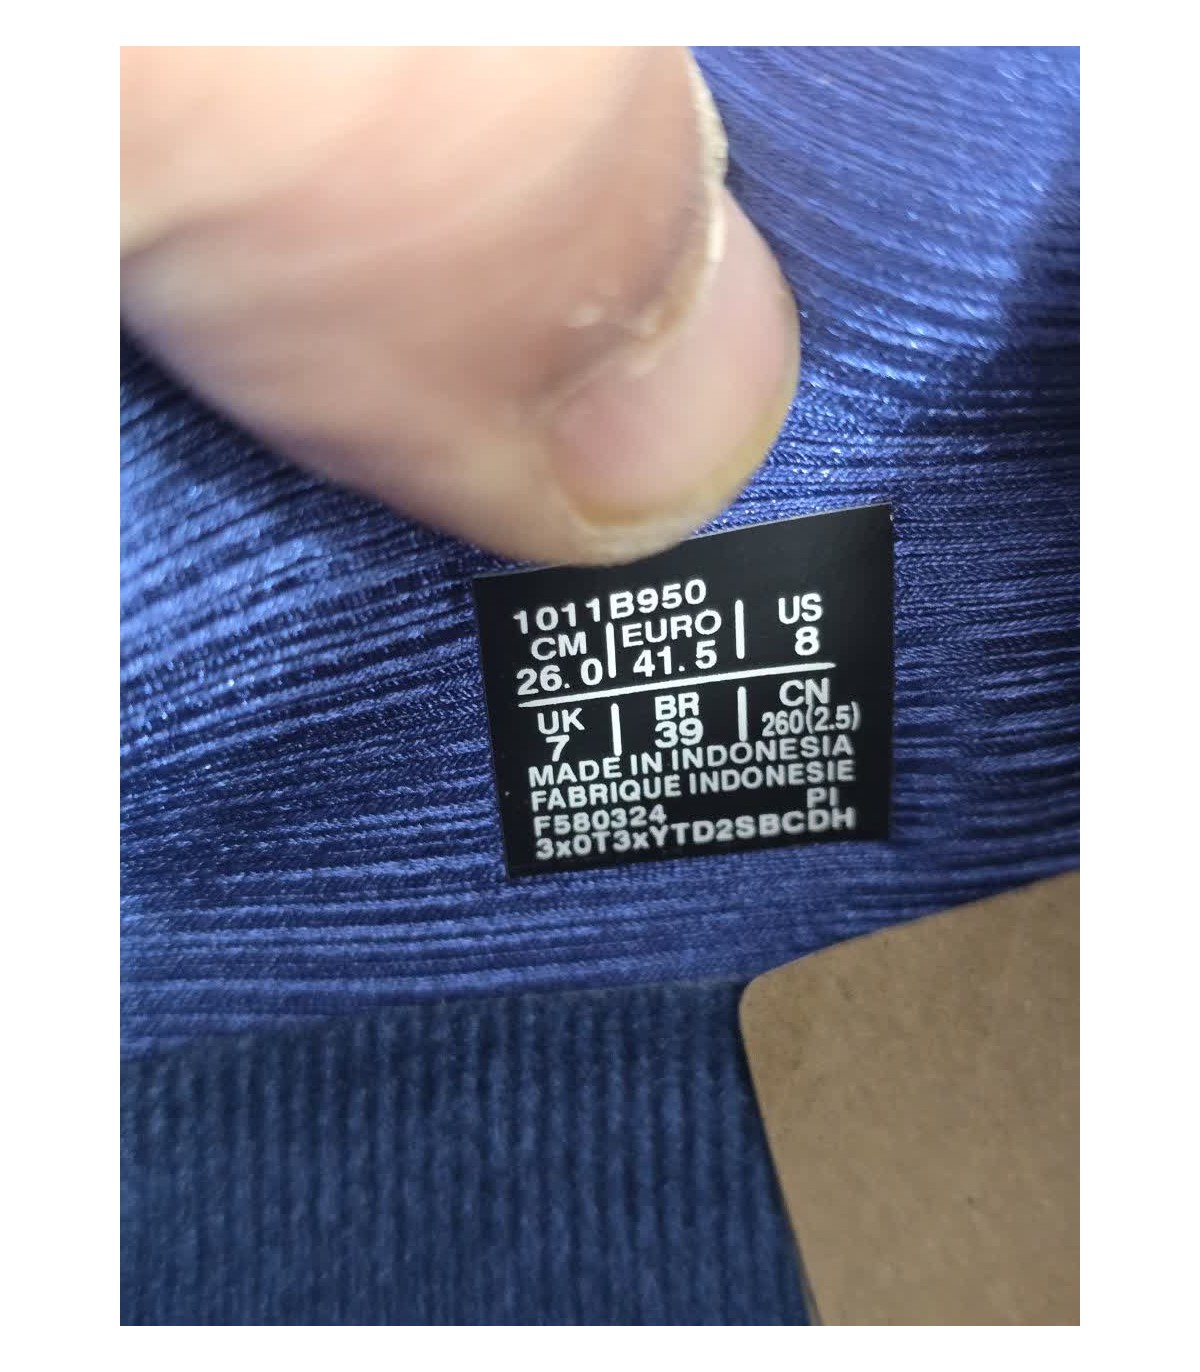 1011B950
CM | EURO | US
26.0 | 41.5 | 8
UK | BR | CN
7 | 39 | 260(2.5)
MADE IN INDONESIA
FABRIQUE INDONESIE
F580324 PI
3x0T3xYTD2SBCDH